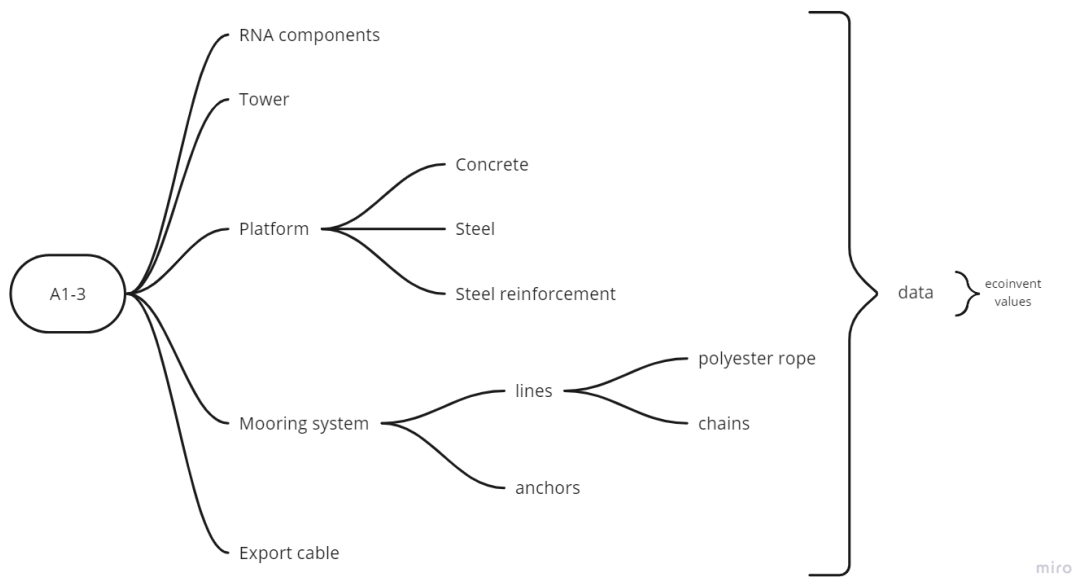 RNA components
Tower
Concrete
Platform
Steel
Steel reinforcement
A1-3
data
ecoinvent
values
polyester rope
lines
chains
Mooring system
anchors
Export cable
miro